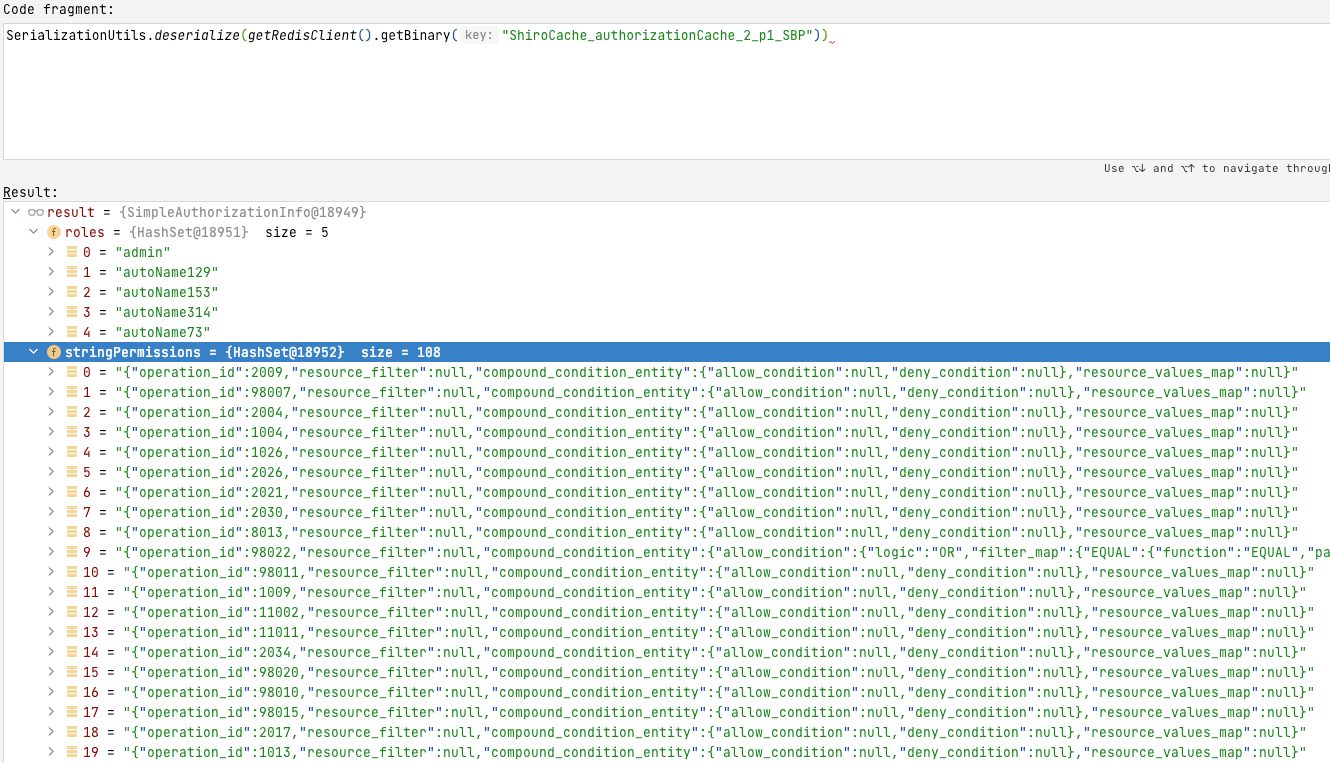 Code fragment:
SerializationUtils.deserialize(getRedisClient().getBinary( key: "ShiroCache_authorizationCache_2_p1_SBP"))
Use ⌥↓ and ⌥↑ to navigate through
Result:
result = {SimpleAuthorizationInfo@18949}
f roles = {HashSet@18951} size = 5
0 = "admin"
1 = "autoName129"
2 = "autoName153"
3 = "autoName314"
4 = "autoName73"
f stringPermissions = {HashSet@18952} size = 108
0 = "{"operation_id":2009,"resource_filter":null,"compound_condition_entity":{"allow_condition":null,"deny_condition":null},"resource_values_map":null}"
1 = "{"operation_id":98007,"resource_filter":null,"compound_condition_entity":{"allow_condition":null,"deny_condition":null},"resource_values_map":null}"
2 = "{"operation_id":2004,"resource_filter":null,"compound_condition_entity":{"allow_condition":null,"deny_condition":null},"resource_values_map":null}"
3 = "{"operation_id":1004,"resource_filter":null,"compound_condition_entity":{"allow_condition":null,"deny_condition":null},"resource_values_map":null}"
4 = "{"operation_id":1026,"resource_filter":null,"compound_condition_entity":{"allow_condition":null,"deny_condition":null},"resource_values_map":null}"
5 = "{"operation_id":2026,"resource_filter":null,"compound_condition_entity":{"allow_condition":null,"deny_condition":null},"resource_values_map":null}"
6 = "{"operation_id":2021,"resource_filter":null,"compound_condition_entity":{"allow_condition":null,"deny_condition":null},"resource_values_map":null}"
7 = "{"operation_id":2030,"resource_filter":null,"compound_condition_entity":{"allow_condition":null,"deny_condition":null},"resource_values_map":null}"
8 = "{"operation_id":8013,"resource_filter":null,"compound_condition_entity":{"allow_condition":null,"deny_condition":null},"resource_values_map":null}"
9 = "{"operation_id":98022,"resource_filter":null,"compound_condition_entity":{"allow_condition":{"logic":"OR","filter_map":{"EQUAL":{"function":"EQUAL","pa
10 = "{"operation_id":98011,"resource_filter":null,"compound_condition_entity":{"allow_condition":null,"deny_condition":null},"resource_values_map":null}"
11 = "{"operation_id":1009,"resource_filter":null,"compound_condition_entity":{"allow_condition":null,"deny_condition":null},"resource_values_map":null}"
12 = "{"operation_id":11002,"resource_filter":null,"compound_condition_entity":{"allow_condition":null,"deny_condition":null},"resource_values_map":null}"
13 = "{"operation_id":11011,"resource_filter":null,"compound_condition_entity":{"allow_condition":null,"deny_condition":null},"resource_values_map":null}"
14 = "{"operation_id":2034,"resource_filter":null,"compound_condition_entity":{"allow_condition":null,"deny_condition":null},"resource_values_map":null}"
15 = "{"operation_id":98020,"resource_filter":null,"compound_condition_entity":{"allow_condition":null,"deny_condition":null},"resource_values_map":null}"
16 = "{"operation_id":98010,"resource_filter":null,"compound_condition_entity":{"allow_condition":null,"deny_condition":null},"resource_values_map":null}"
17 = "{"operation_id":98015,"resource_filter":null,"compound_condition_entity":{"allow_condition":null,"deny_condition":null},"resource_values_map":null}"
18 = "{"operation_id":2017,"resource_filter":null,"compound_condition_entity":{"allow_condition":null,"deny_condition":null},"resource_values_map":null}"
19 = "{"operation_id":1013,"resource_filter":null,"compound_condition_entity":{"allow_condition":null,"deny_condition":null},"resource_values_map":null}"